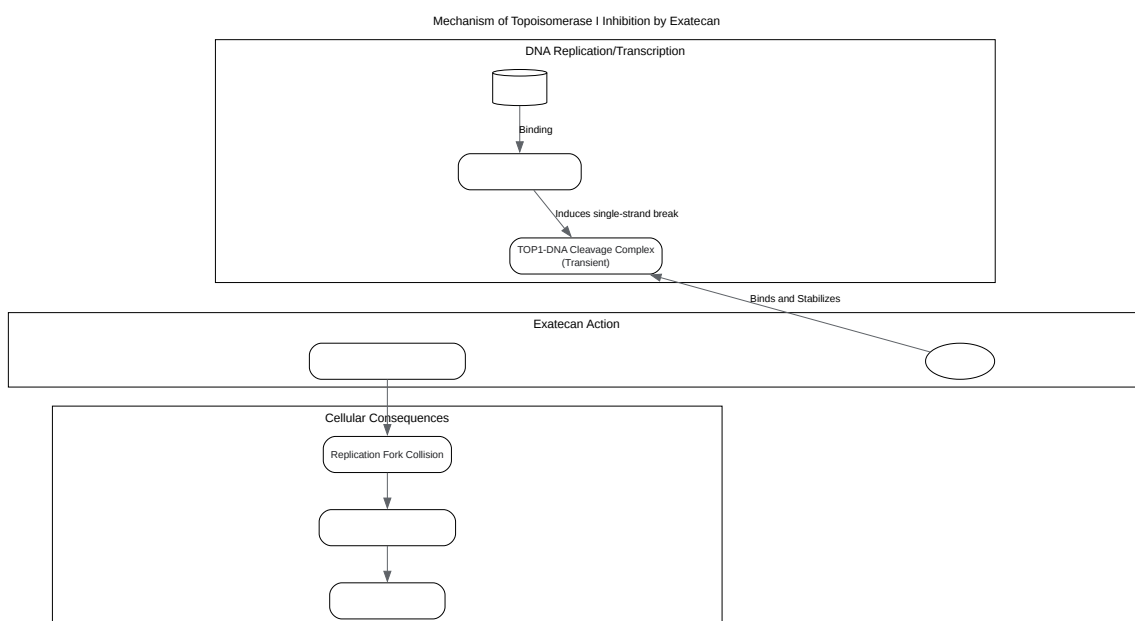 Mechanism of Topoisomerase I Inhibition by Exatecan
DNA Replication/Transcription
Binding
Induces single-strand break
TOP1-DNA Cleavage Complex
(Transient)
Binds and Stabilizes
Exatecan Action
Cellular Consequences
Replication Fork Collision